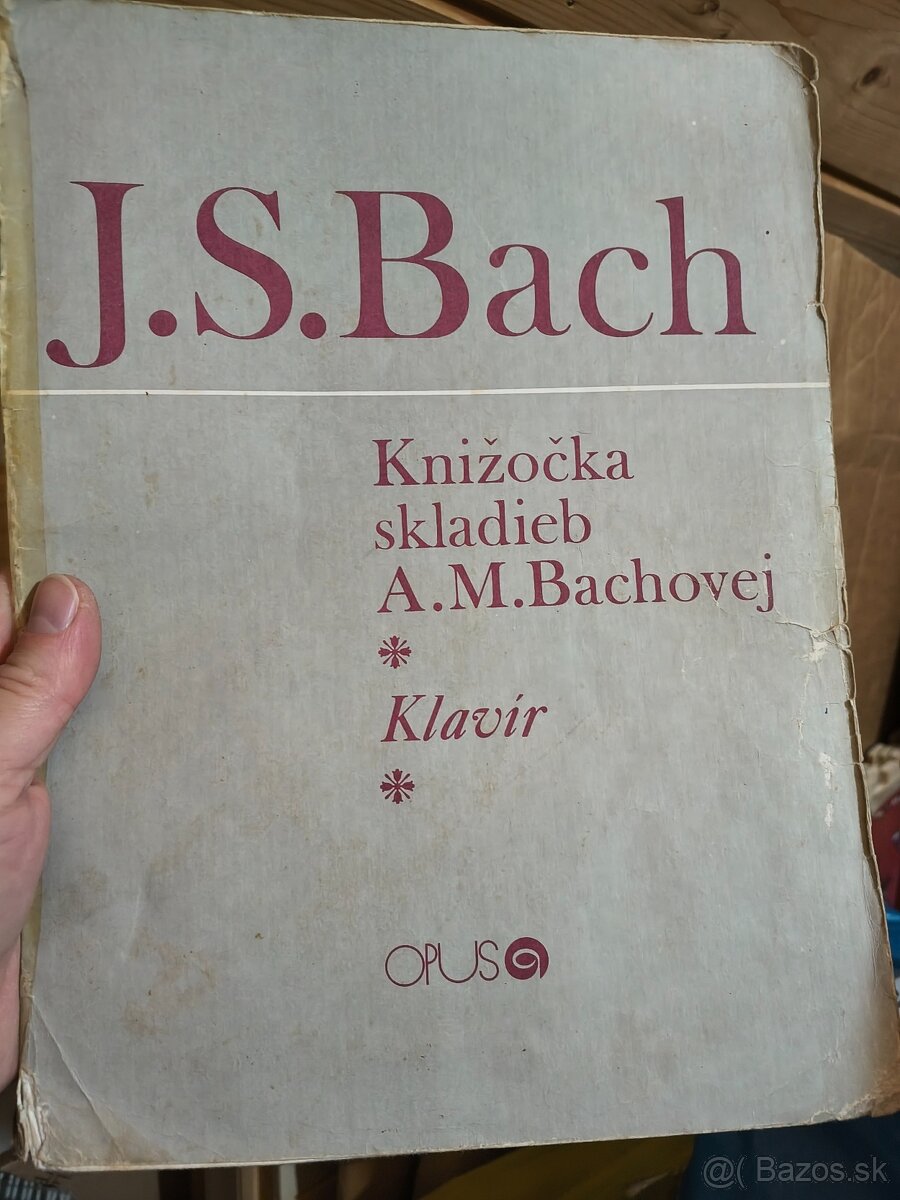 J.S.Bach
Knižočka
skladieb
A.M.Bachovej
Klavír
OPUS
@( Bazos.sk